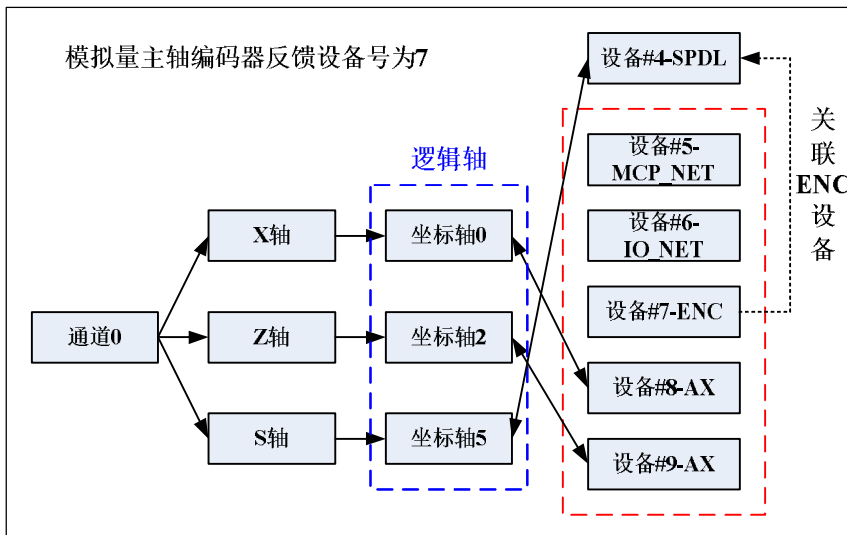 模拟量主轴编码器反馈设备号为7
设备#4-SPDL
关
联
ENC
设
备
逻辑轴
设备#5-
MCP_NET
设备#6-
IO_NET
X轴
坐标轴0
设备#7-ENC
通道0
Z轴
坐标轴2
设备#8-AX
S轴
坐标轴5
设备#9-AX